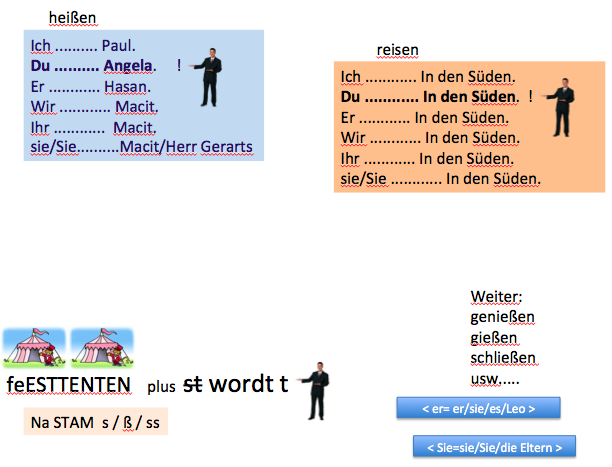 heißen
Ich .......... Paul.
Du .......... Angela. !
Er ............ Hasan.
Wir ............ Macit.
Ihr ............ Macit.
sie/Sie..........Macit/Herr Gerarts
reisen
Ich ............ In den Süden.
Du ............ In den Süden. !
Er ............ In den Süden.
Wir ............ In den Süden.
Ihr ............ In den Süden.
sie/Sie ............ In den Süden.
Weiter:
genießen
gießen
schließen
usw.....
feESTTENTEN plus st wordt t
Na STAM s / ß / ss
< er= er/sie/es/Leo >
< Sie=sie/Sie/die Eltern >